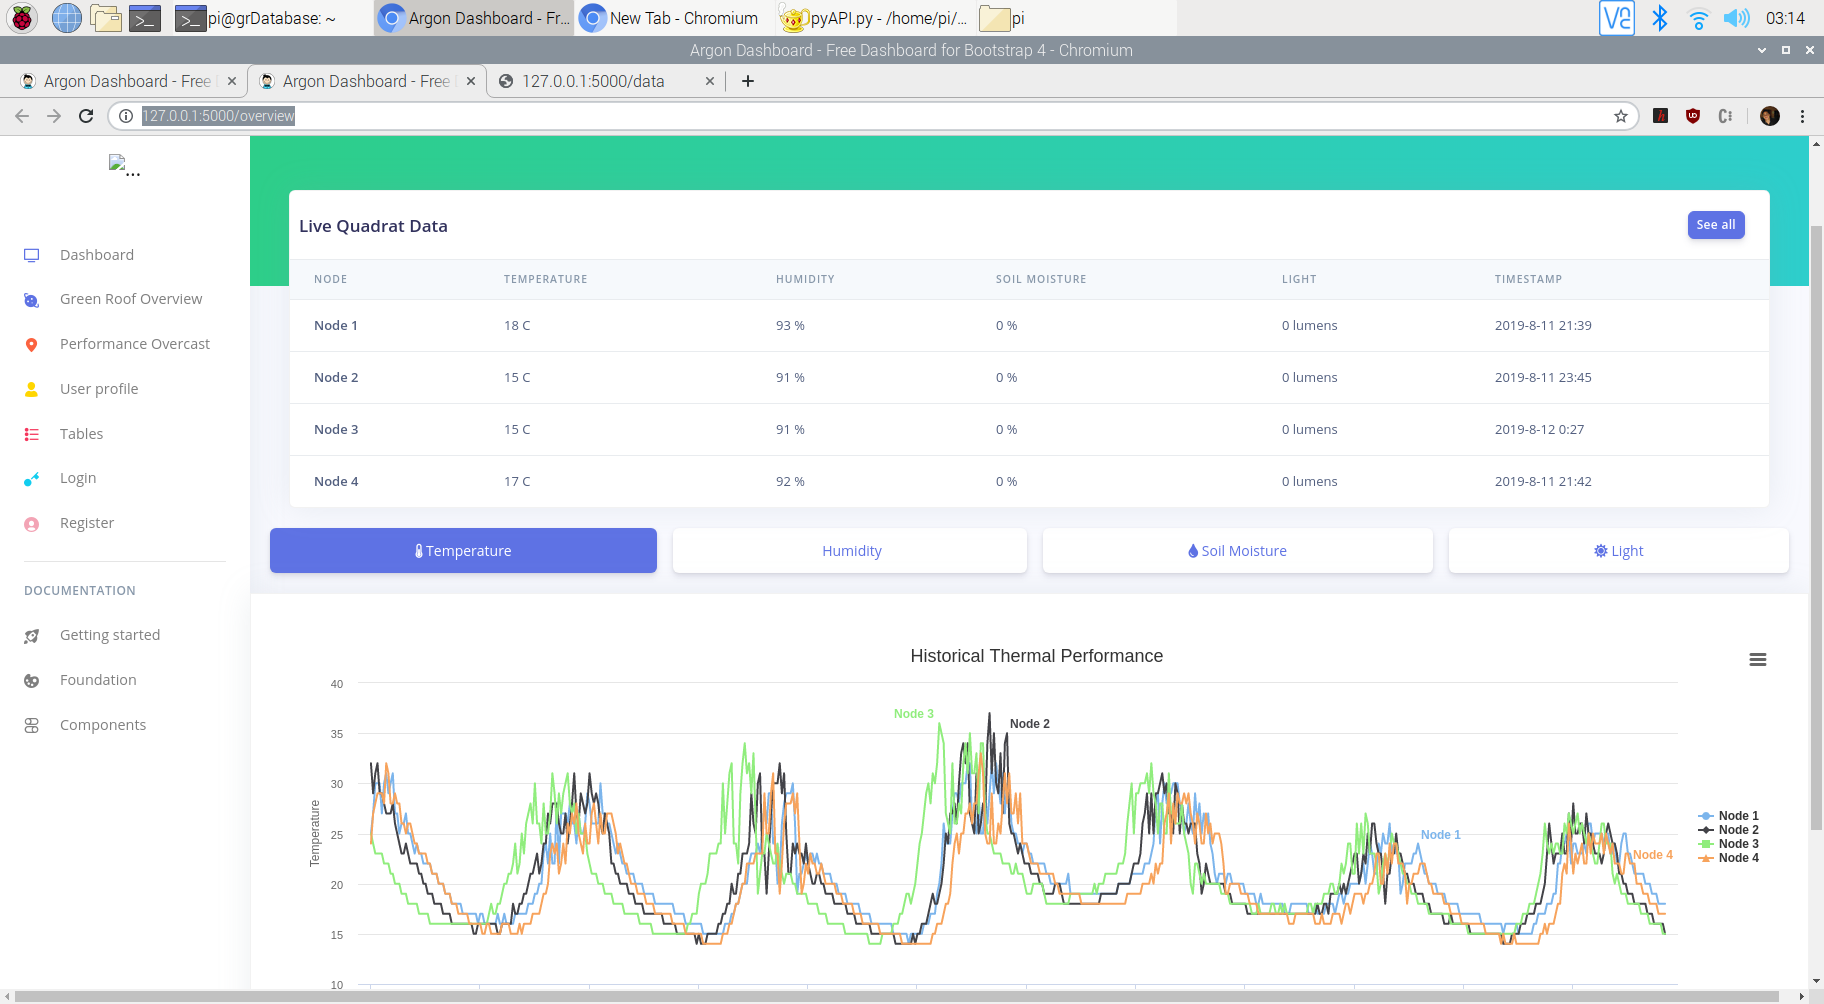 pi@grDatabase: ~
Argon Dashboard - Fr...
New Tab - Chromium
pyAPI.py - /home/pi/...
pi
03:14
Argon Dashboard - Free Dashboard for Bootstrap 4 - Chromium
Argon Dashboard - Free
Argon Dashboard - Free
127.0.0.1:5000/data
127.0.0.1:5000/overview
...
Dashboard
Green Roof Overview
Performance Overcast
User profile
Tables
Login
Register
DOCUMENTATION
Getting started
Foundation
Components
Live Quadrat Data
See all
NODE TEMPERATURE HUMIDITY SOIL MOISTURE LIGHT TIMESTAMP
Node 1 18 C 93 % 0 % 0 lumens 2019-8-11 21:39
Node 2 15 C 91 % 0 % 0 lumens 2019-8-11 23:45
Node 3 15 C 91 % 0 % 0 lumens 2019-8-12 0:27
Node 4 17 C 92 % 0 % 0 lumens 2019-8-11 21:42
Temperature
Humidity
Soil Moisture
Light
Historical Thermal Performance
Temperature
40
35
30
25
20
15
10
Node 3
Node 2
Node 1
Node 4
Node 1
Node 2
Node 3
Node 4